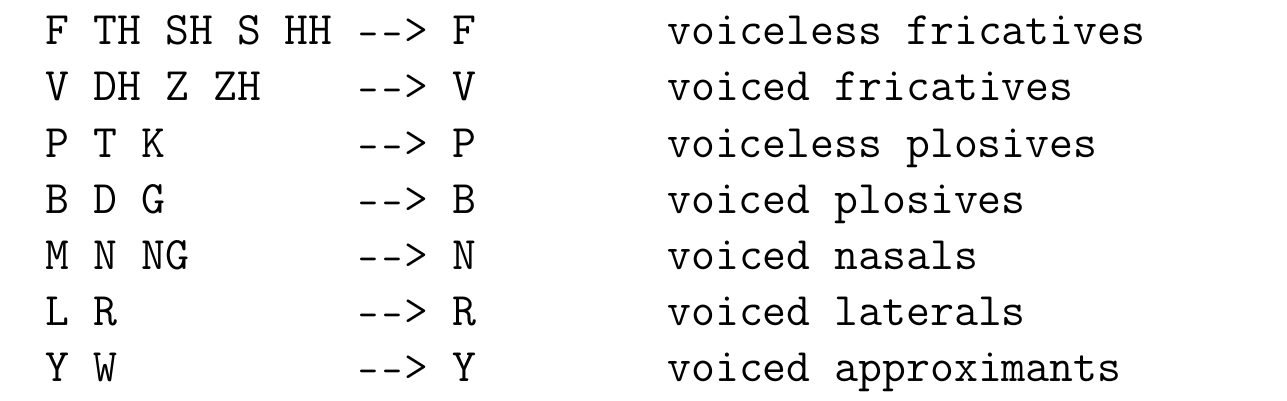 F TH SH S HH --> F voiceless fricatives
V DH Z ZH --> V voiced fricatives
P T K --> P voiceless plosives
B D G --> B voiced plosives
M N NG --> N voiced nasals
L R --> R voiced laterals
Y W --> Y voiced approximants